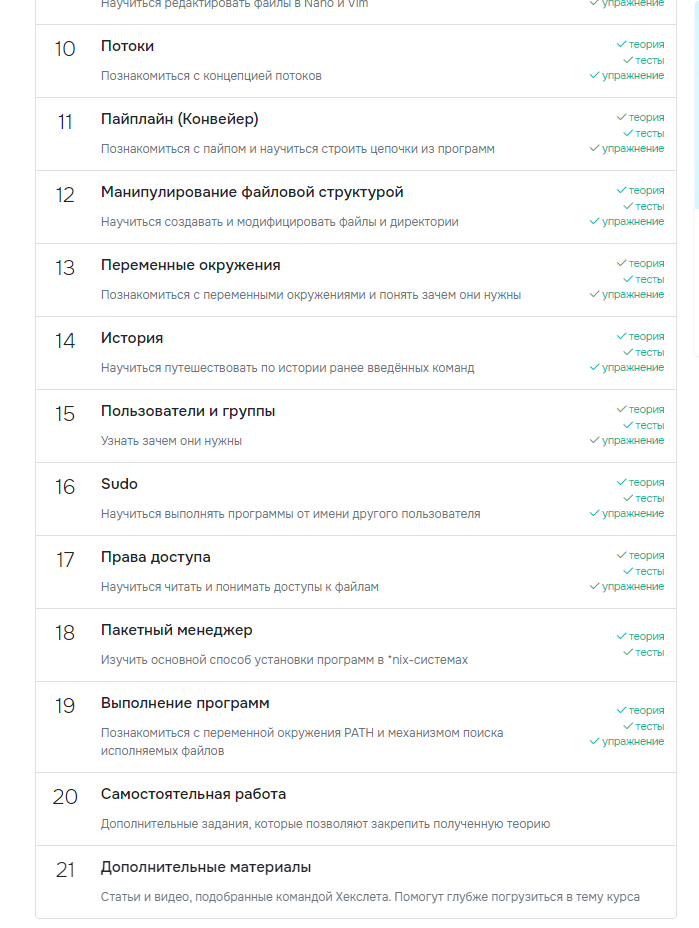 Научиться редактировать файлы в Nano и Vim
✓ упражнение
10
Потоки
Познакомиться с концепцией потоков
✓ теория
✓ тесты
✓ упражнение
11
Пайплайн (Конвейер)
Познакомиться с пайпом и научиться строить цепочки из программ
✓ теория
✓ тесты
✓ упражнение
12
Манипулирование файловой структурой
Научиться создавать и модифицировать файлы и директории
✓ теория
✓ тесты
✓ упражнение
13
Переменные окружения
Познакомиться с переменными окружениями и понять зачем они нужны
✓ теория
✓ тесты
✓ упражнение
14
История
Научиться путешествовать по истории ранее введённых команд
✓ теория
✓ тесты
✓ упражнение
15
Пользователи и группы
Узнать зачем они нужны
✓ теория
✓ тесты
✓ упражнение
16
Sudo
Научиться выполнять программы от имени другого пользователя
✓ теория
✓ тесты
✓ упражнение
17
Права доступа
Научиться читать и понимать доступы к файлам
✓ теория
✓ тесты
✓ упражнение
18
Пакетный менеджер
Изучить основной способ установки программ в *nix-системах
✓ теория
✓ тесты
19
Выполнение программ
Познакомиться с переменной окружения PATH и механизмом поиска
исполняемых файлов
✓ теория
✓ тесты
✓ упражнение
20
Самостоятельная работа
Дополнительные задания, которые позволяют закрепить полученную теорию
21
Дополнительные материалы
Статьи и видео, подобранные командой Хекслета. Помогут глубже погрузиться в тему курса